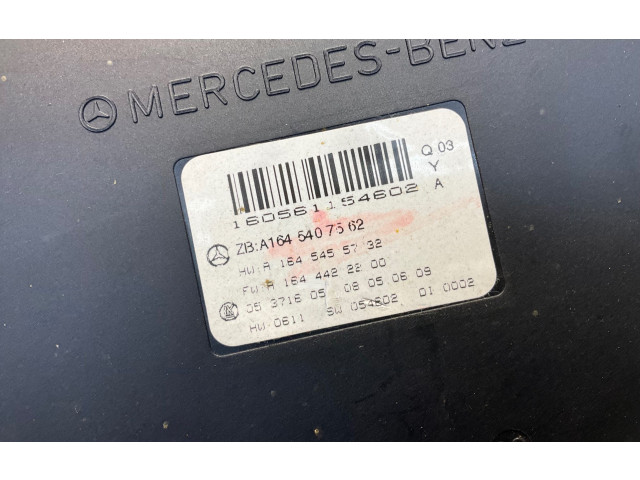 MERCEDES-BENZ
Q 03
Y
A
160561154602
ZB:A164 540 75 62
HW:A 164 545 57 32
FW:A 164 442 22 00
05 3716 05 08 05 06 09
HW 0611 SW 054602 01 0002